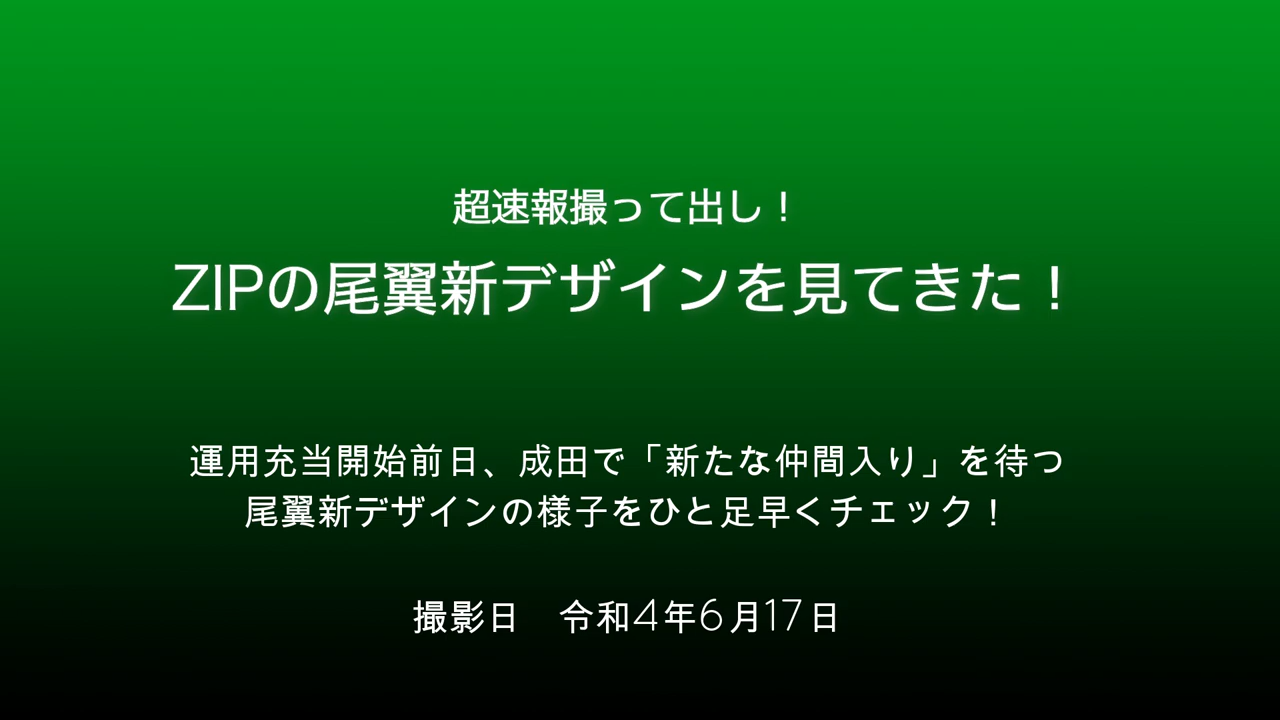 超速報撮って出し！
ZIPの尾翼新デザインを見てきた！
運用充当開始前日、成田で「新たな仲間入り」を待つ
尾翼新デザインの様子をひと足早くチェック！
撮影日　令和4年6月17日